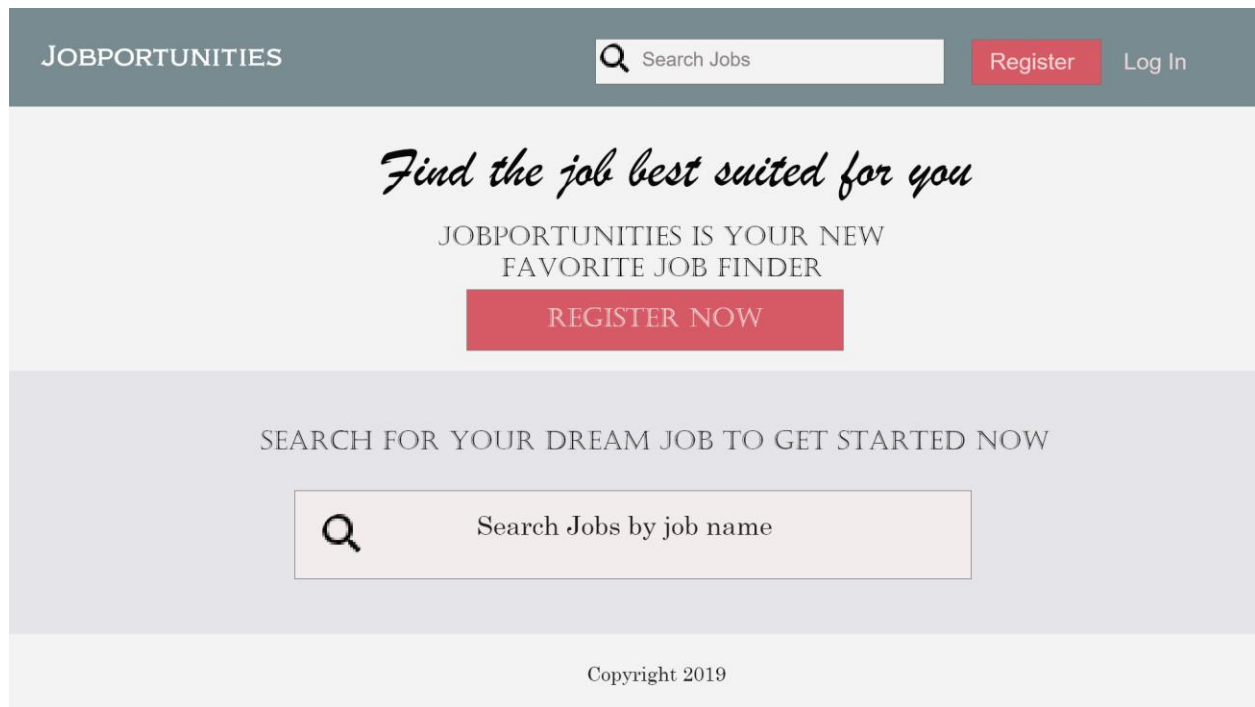 Jobportunities
Search Jobs
Register
Log In
Find the job best suited for you
JOBPORTUNITIES IS YOUR NEW
FAVORITE JOB FINDER
REGISTER NOW
SEARCH FOR YOUR DREAM JOB TO GET STARTED NOW
Search Jobs by job name
Copyright 2019